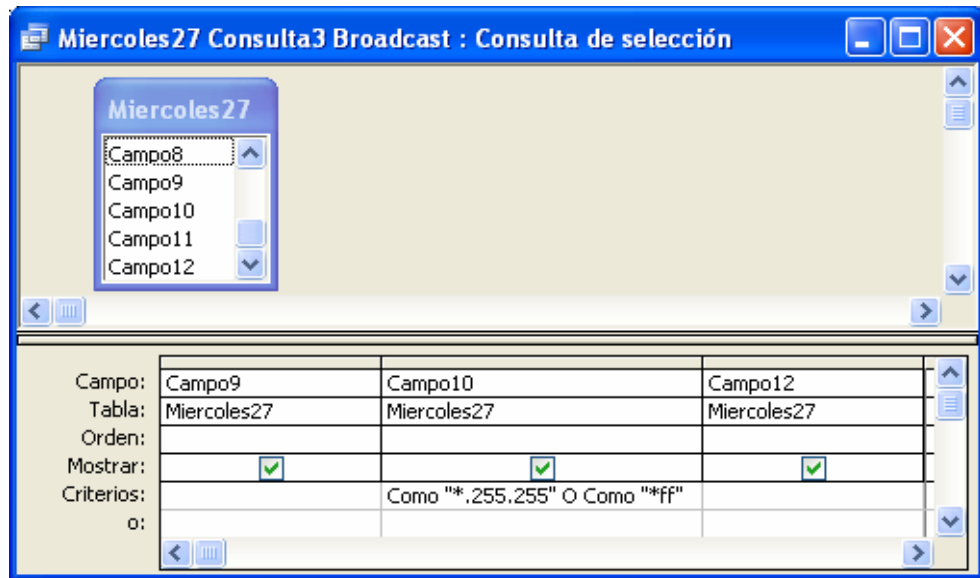 Miercoles27 Consulta3 Broadcast : Consulta de selección
Miercoles27
Campo8
Campo9
Campo10
Campo11
Campo12
Campo: Campo9 Campo10 Campo12
Tabla: Miercoles27 Miercoles27 Miercoles27
Orden:
Mostrar:
Criterios: Como "*.255.255" O Como "*ff"
o: